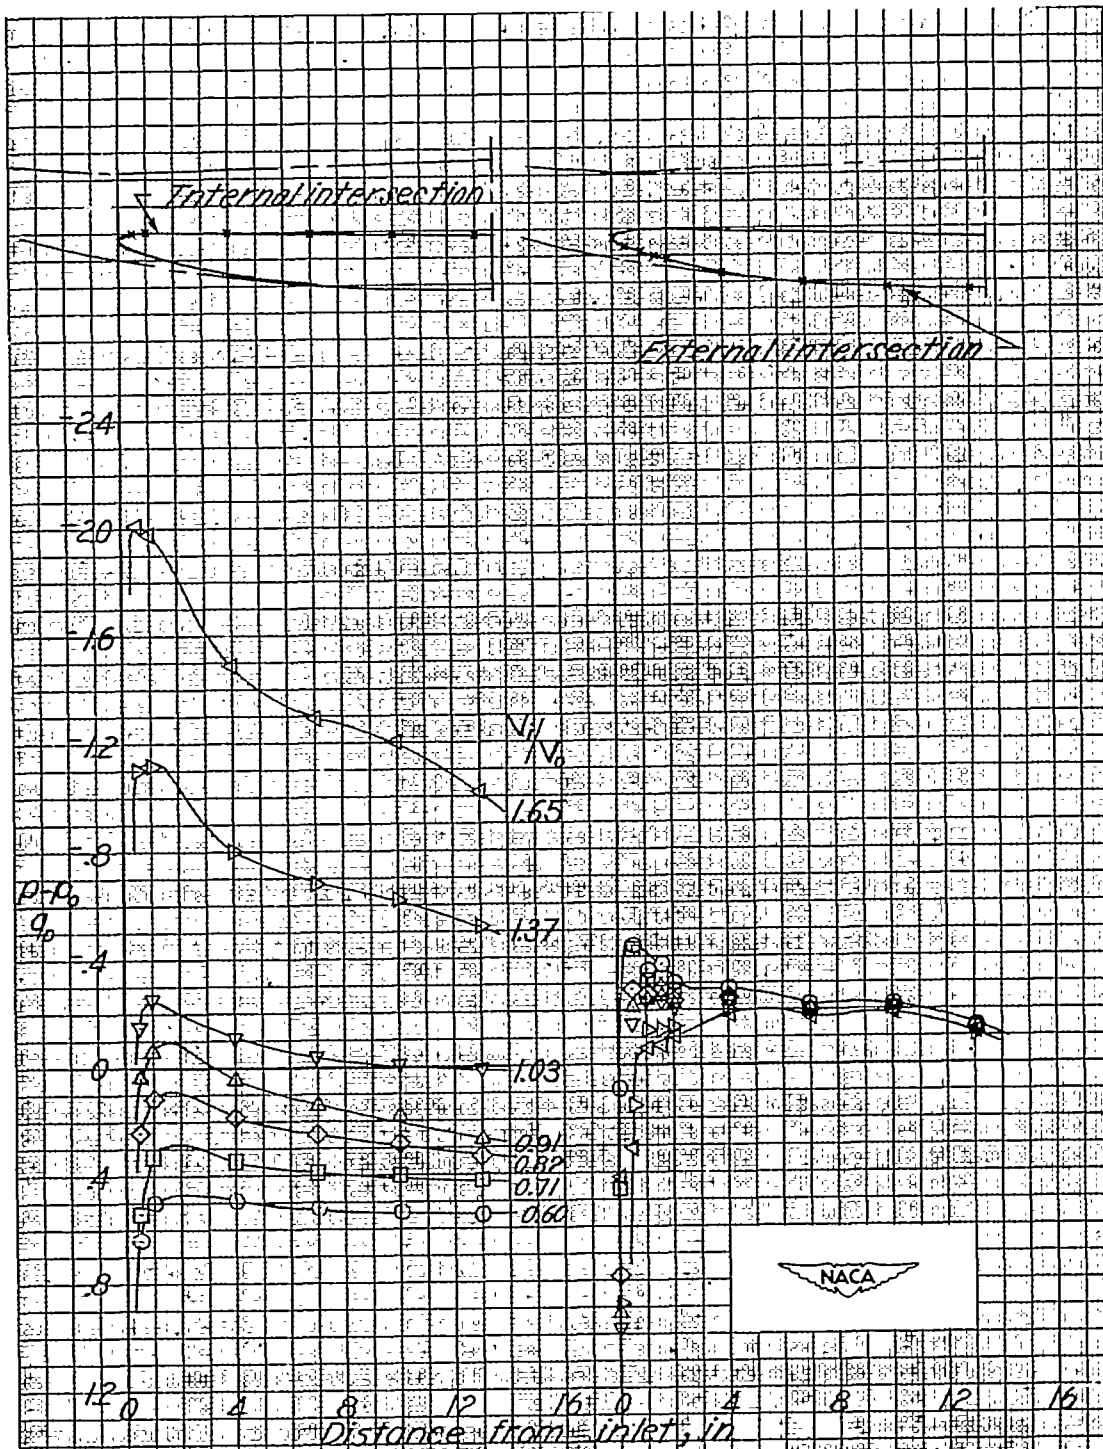 Internal intersection
External intersection
-2.4
-2.0
-1.6
-1.2
-.8
p-p₀
q₀
-.4
0
.4
.8
1.2
Vi/V₀
1.65
1.37
1.03
0.91
0.82
0.71
0.60
NACA
0 4 8 12 16 0 4 8 12 16
Distance from inlet, in.